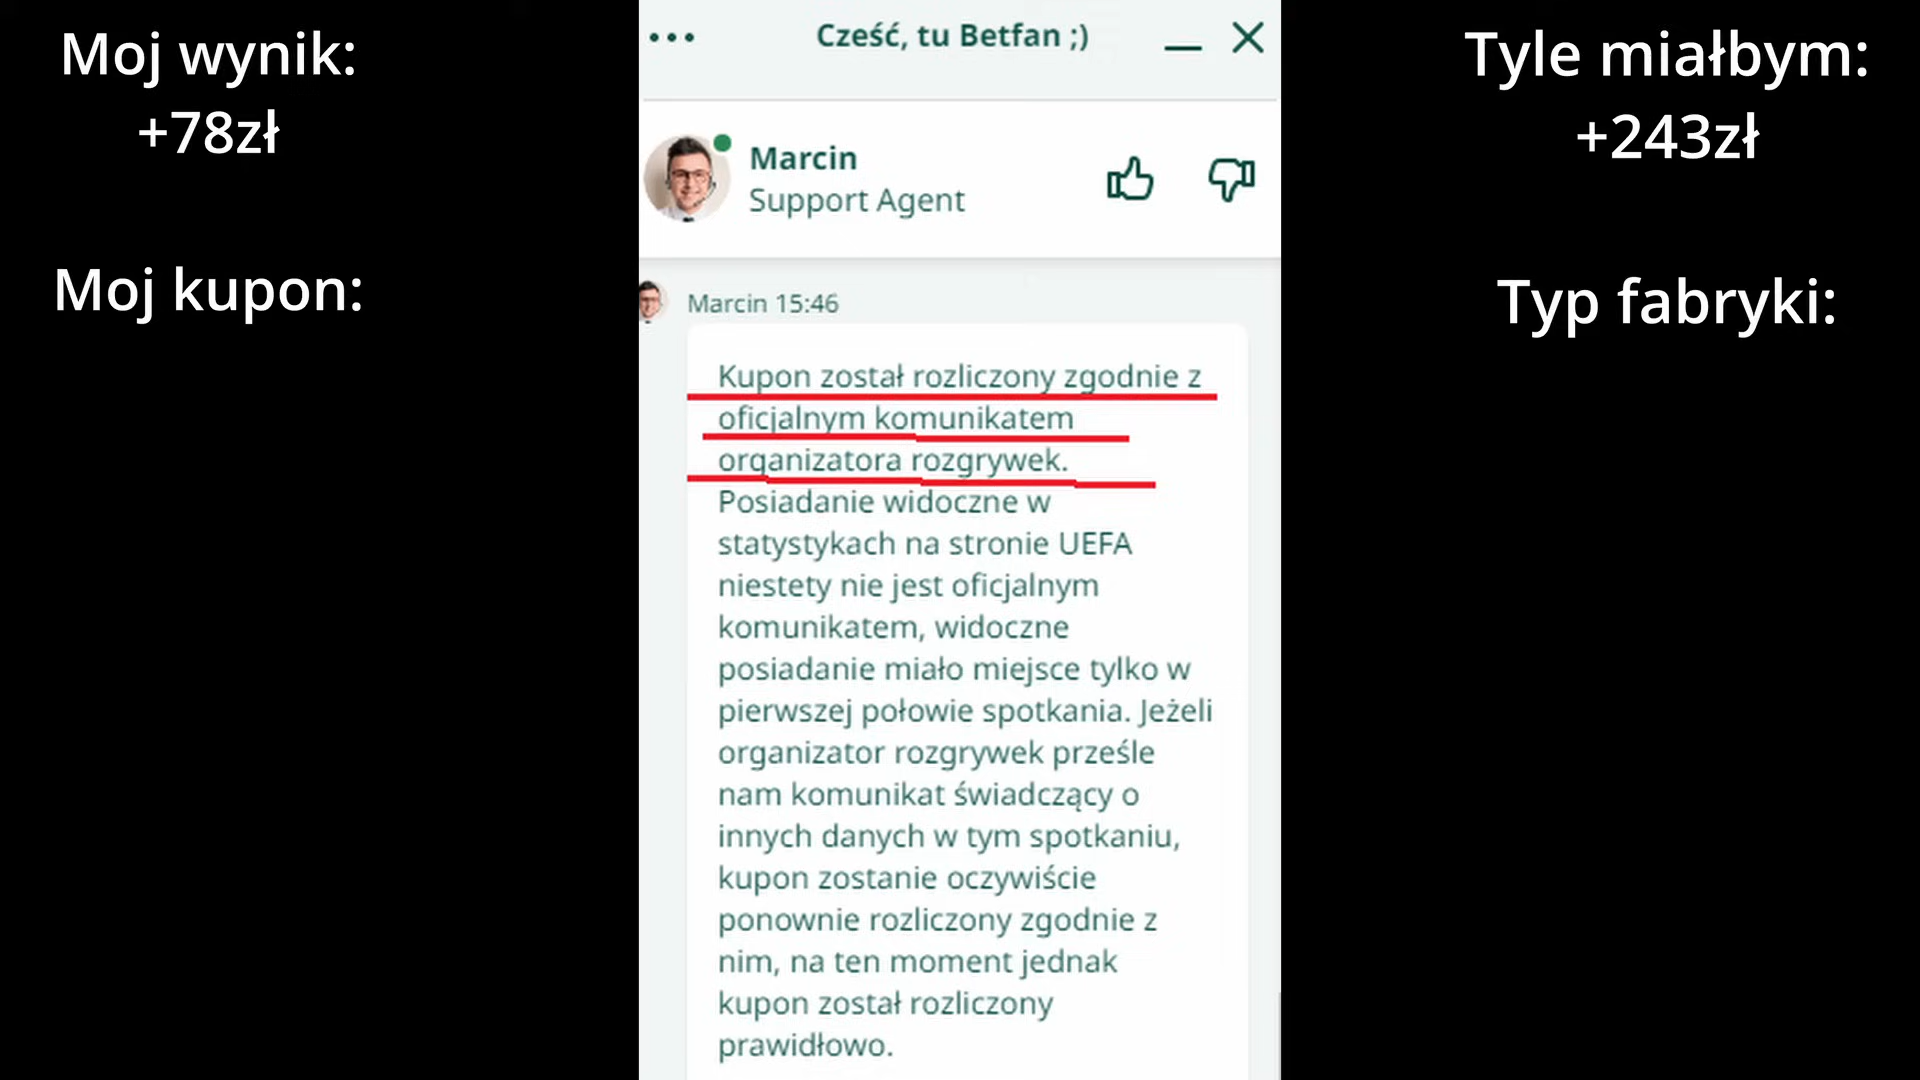 Moj wynik:
+78zł
Moj kupon:
Cześć, tu Betfan ;)
Marcin
Support Agent
Marcin 15:46
Kupon został rozliczony zgodnie z
oficjalnym komunikatem
organizatora rozgrywek.
Posiadanie widoczne w
statystykach na stronie UEFA
niestety nie jest oficjalnym
komunikatem, widoczne
posiadanie miało miejsce tylko w
pierwszej połowie spotkania. Jeżeli
organizator rozgrywek prześle
nam komunikat świadczący o
innych danych w tym spotkaniu,
kupon zostanie oczywiście
ponownie rozliczony zgodnie z
nim, na ten moment jednak
kupon został rozliczony
prawidłowo.
Tyle miałbym:
+243zł
Typ fabryki: